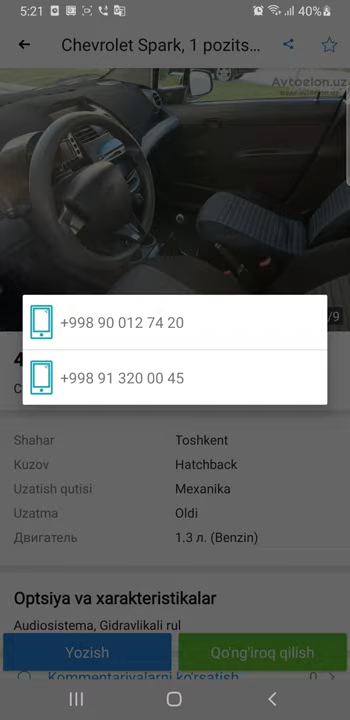 5:21
40%
Chevrolet Spark, 1 pozits...
Avtoelon.uz
/9
+998 90 012 74 20
+998 91 320 00 45
4
C
Shahar Toshkent
Kuzov Hatchback
Uzatish qutisi Mexanika
Uzatma Oldi
Двигатель 1.3 л. (Benzin)
Optsiya va xarakteristikalar
Audiosistema, Gidravlikali rul
Yozish Qo'ng'iroq qilish
Kommentariyalarni ko'rsatish 0